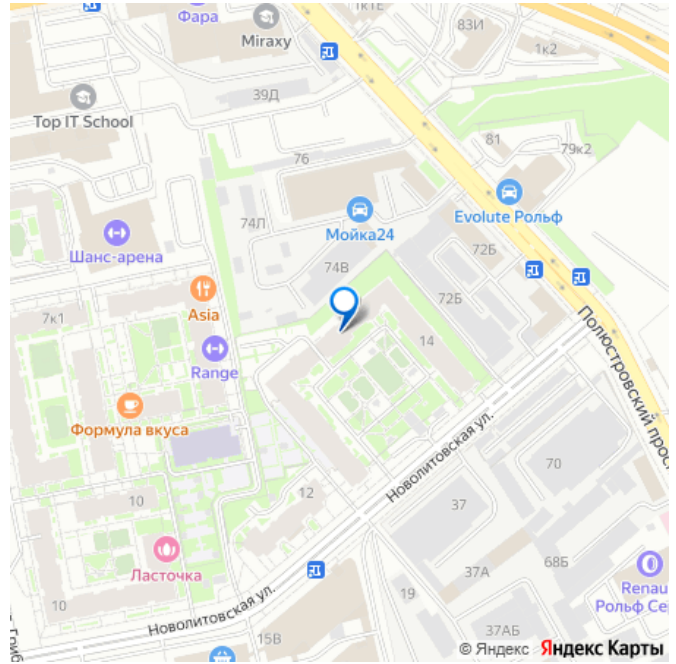 1к1Е
Фара
83И
Miraxy
1к2
39Д
Top IT School
76
81
79к2
74Л
Evolute Рольф
Шанс-арена
Мойка24
72Б
74В
Asia
72Б
7к1
14
Полюстровский прос
Range
Формула вкуса
Новолитовская ул.
70
10
12
37
Ласточка
68Б
37А
19
Renau
Рольф Сер
10
Новолитовская ул.
37АБ
15В
© Яндекс Яндекс Карты